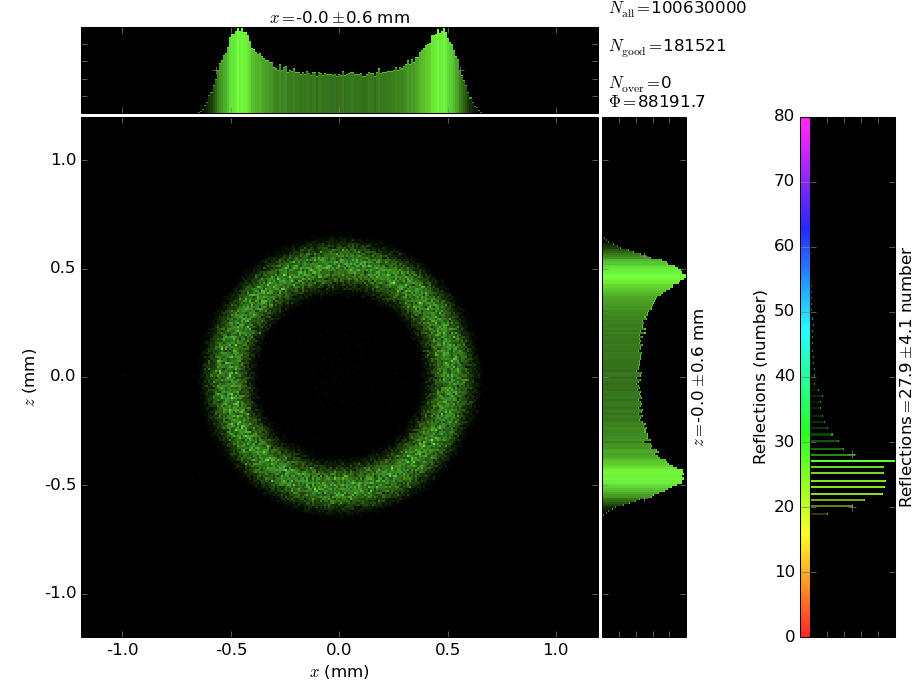 x=-0.0±0.6 mm
N_all=100630000
N_good=181521
N_over=0
Φ=88191.7
1.0
0.5
0.0
-0.5
-1.0
z (mm)
-1.0 -0.5 0.0 0.5 1.0
x (mm)
z=-0.0±0.6 mm
80
70
60
50
40
30
20
10
0
Reflections (number)
Reflections=27.9±4.1 number